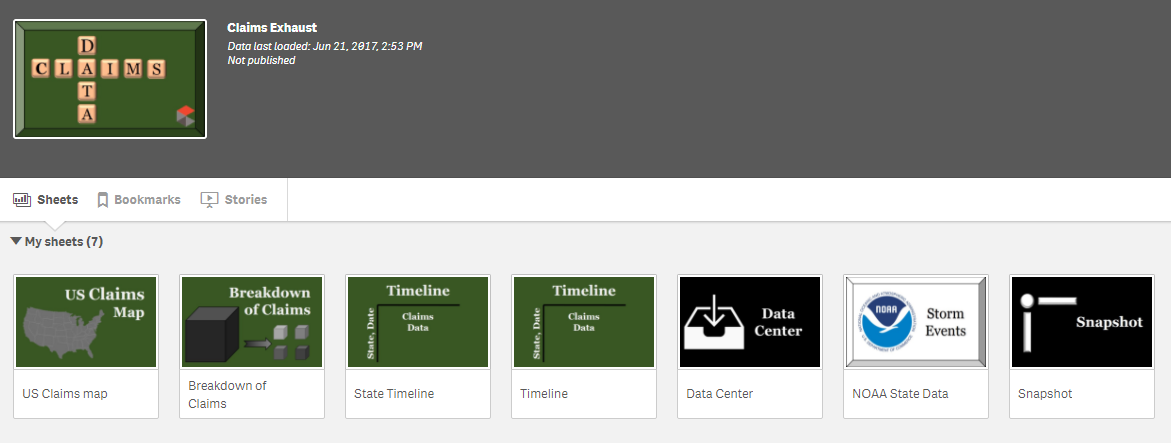 Claims Exhaust
Data last loaded: Jun 21, 2017, 2:53 PM
Not published
D
CLAIMS
T
A
Sheets
Bookmarks
Stories
My sheets (7)
US Claims
Map
US Claims map
Breakdown
of Claims
Breakdown of
Claims
Timeline
State, Date
Claims
Data
State Timeline
Timeline
State, Date
Claims
Data
Timeline
Data
Center
Data Center
NOAA
Storm
Events
NOAA State Data
Snapshot
Snapshot